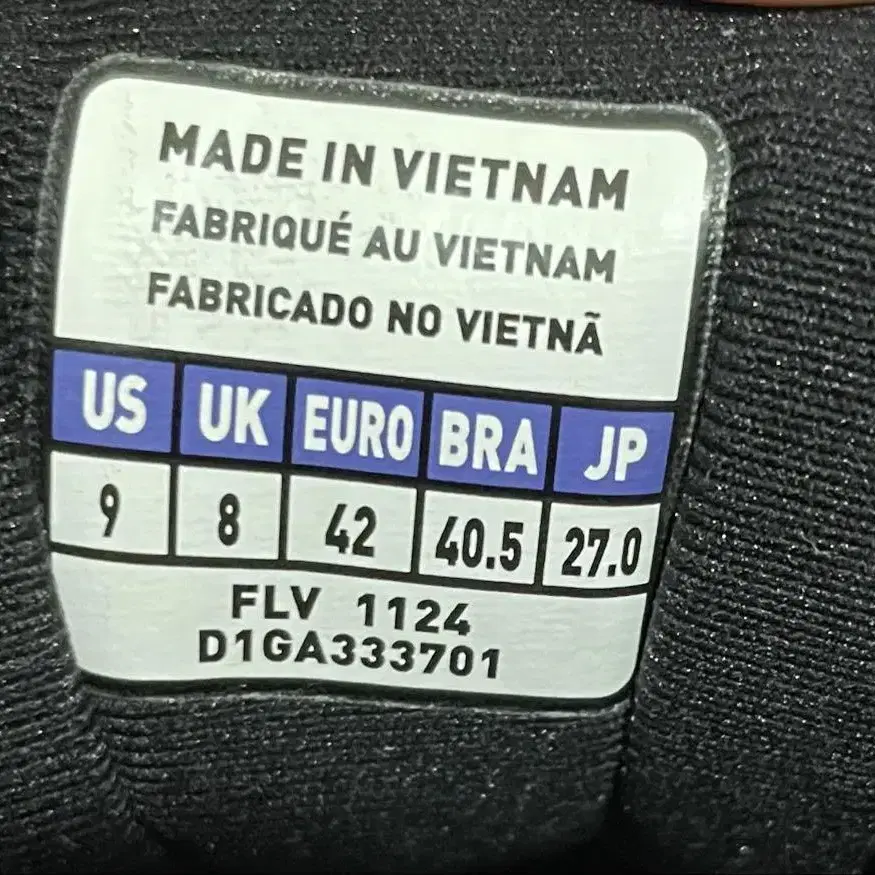 MADE IN VIETNAM
FABRIQUÉ AU VIETNAM
FABRICADO NO VIETNÃ
US UK EURO BRA JP
9 8 42 40.5 27.0
FLV 1124
D1GA333701